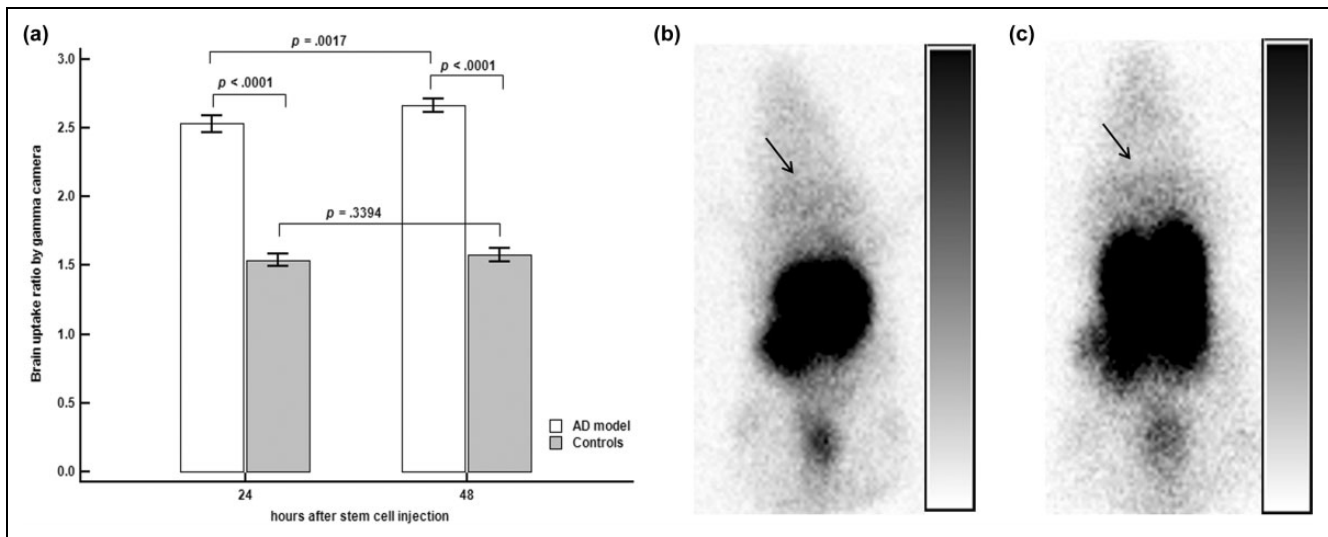 (a)
p = .0017
p < .0001
p < .0001
p = .3394
3.0
2.5
2.0
1.5
1.0
0.5
0.0
Brain uptake ratio by gamma camera
AD model
Controls
24
48
hours after stem cell injection
(b)
(c)